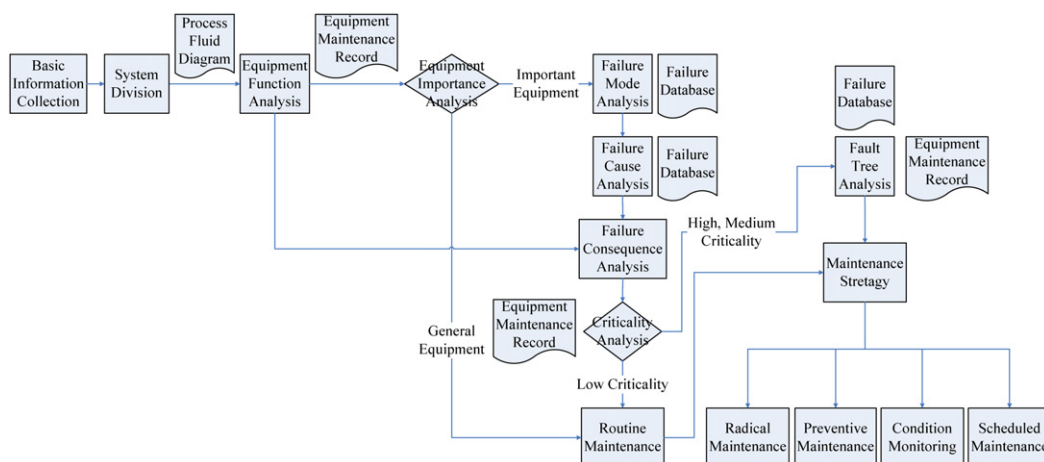 Basic
Information
Collection
System
Division
Process
Fluid
Diagram
Equipment
Function
Analysis
Equipment
Maintenance
Record
Equipment
Importance
Analysis
Important
Equipment
Failure
Mode
Analysis
Failure
Database
Failure
Cause
Analysis
Failure
Database
Failure
Consequence
Analysis
High, Medium
Criticality
Failure
Database
Fault
Tree
Analysis
Equipment
Maintenance
Record
Maintenance
Stretagy
Equipment
Maintenance
Record
Criticality
Analysis
General
Equipment
Low Criticality
Routine
Maintenance
Radical
Maintenance
Preventive
Maintenance
Condition
Monitoring
Scheduled
Maintenance